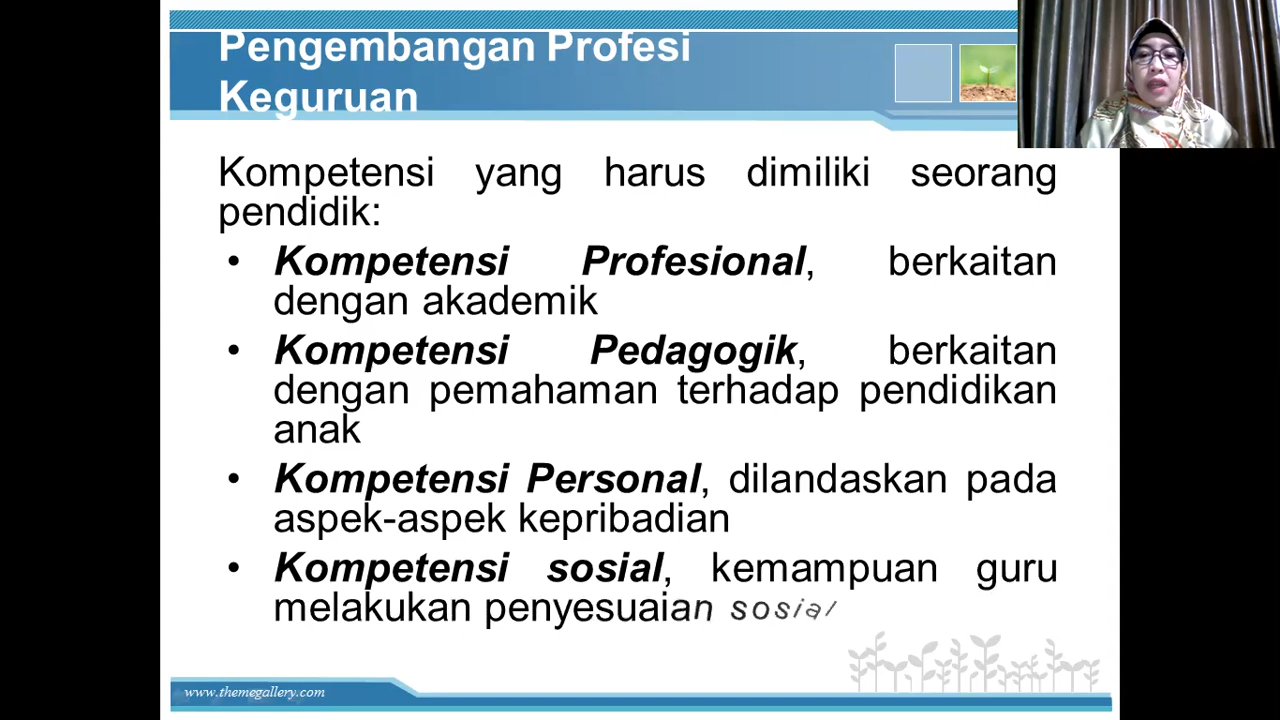 Pengembangan Profesi
Keguruan
Kompetensi yang harus dimiliki seorang
pendidik:
• Kompetensi Profesional, berkaitan
dengan akademik
• Kompetensi Pedagogik, berkaitan
dengan pemahaman terhadap pendidikan
anak
• Kompetensi Personal, dilandaskan pada
aspek-aspek kepribadian
• Kompetensi sosial, kemampuan guru
melakukan penyesuaian sosial
www.themegallery.com